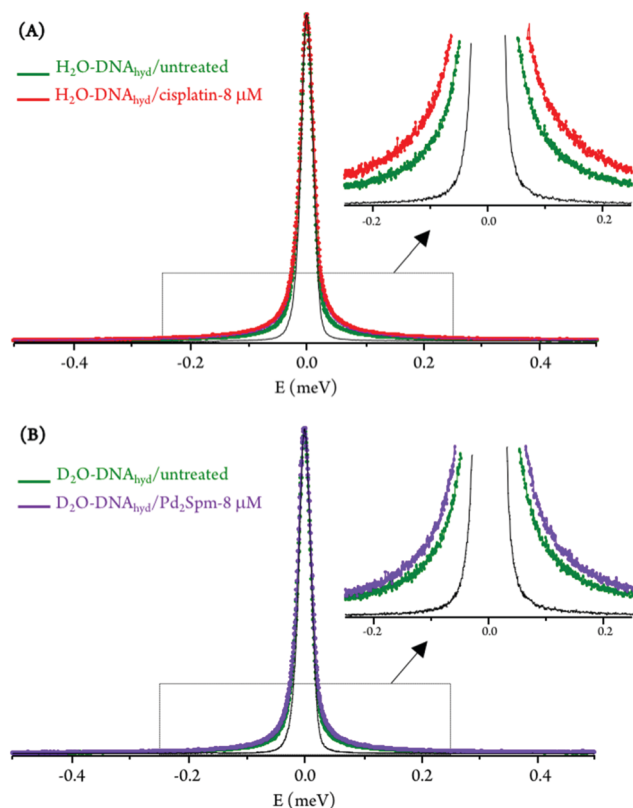 (A)
H₂O-DNAhyd/untreated
H₂O-DNAhyd/cisplatin-8 μM
-0.2 0.0 0.2
-0.4 -0.2 0.0 0.2 0.4
E (meV)
(B)
D₂O-DNAhyd/untreated
D₂O-DNAhyd/Pd₂Spm-8 μM
-0.2 0.0 0.2
-0.4 -0.2 0.0 0.2 0.4
E (meV)